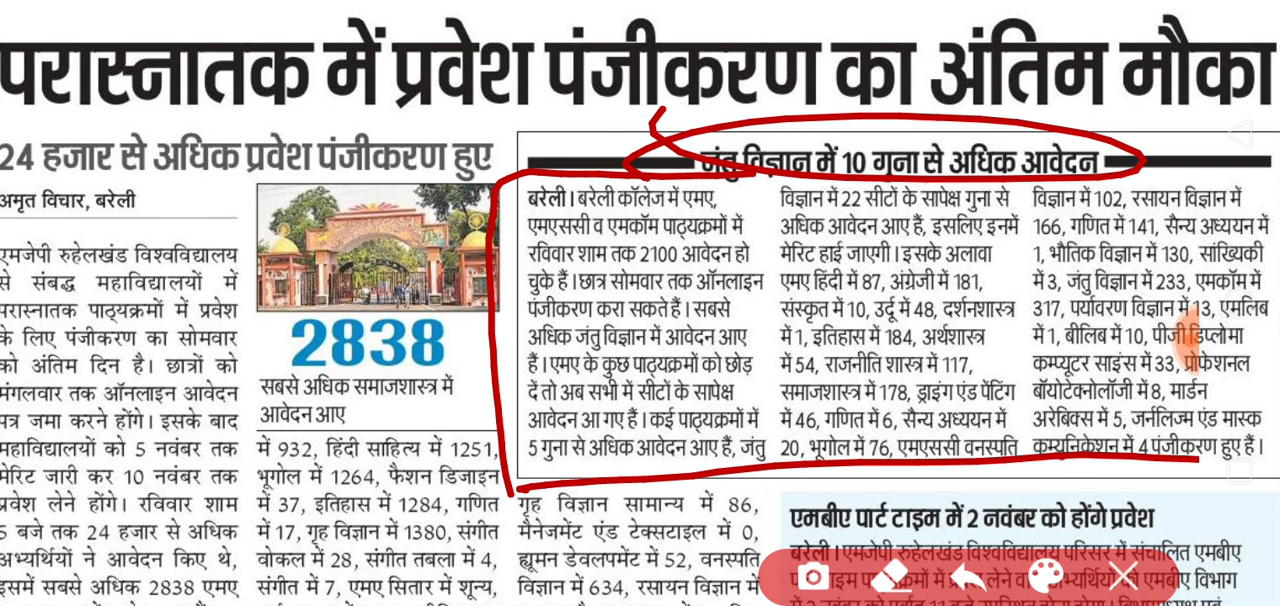 परास्नातक में प्रवेश पंजीकरण का अंतिम मौका
24 हजार से अधिक प्रवेश पंजीकरण हुए
अमृत विचार, बरेली
एमजेपी रुहेलखंड विश्वविद्यालय
से संबद्ध महाविद्यालयों में
परास्नातक पाठ्यक्रमों में प्रवेश
के लिए पंजीकरण का सोमवार
को अंतिम दिन है। छात्रों को
मंगलवार तक ऑनलाइन आवेदन
पत्र जमा करने होंगे। इसके बाद
महाविद्यालयों को 5 नवंबर तक
मेरिट जारी कर 10 नवंबर तक
प्रवेश लेने होंगे। रविवार शाम
5 बजे तक 24 हजार से अधिक
अभ्यर्थियों ने आवेदन किए थे,
इसमें सबसे अधिक 2838 एमए
2838
सबसे अधिक समाजशास्त्र में
आवेदन आए
में 932, हिंदी साहित्य में 1251,
भूगोल में 1264, फैशन डिजाइन
में 37, इतिहास में 1284, गणित
में 17, गृह विज्ञान में 1380, संगीत
वोकल में 28, संगीत तबला में 4,
संगीत में 7, एमए सितार में शून्य,
जंतु विज्ञान में 10 गुना से अधिक आवेदन
बरेली। बरेली कॉलेज में एमए,
एमएससी व एमकॉम पाठ्यक्रमों में
रविवार शाम तक 2100 आवेदन हो
चुके हैं। छात्र सोमवार तक ऑनलाइन
पंजीकरण करा सकते हैं। सबसे
अधिक जंतु विज्ञान में आवेदन आए
हैं। एमए के कुछ पाठ्यक्रमों को छोड़
दें तो अब सभी में सीटों के सापेक्ष
आवेदन आ गए हैं। कई पाठ्यक्रमों में
5 गुना से अधिक आवेदन आए हैं, जंतु
विज्ञान में 22 सीटों के सापेक्ष गुना से
अधिक आवेदन आए हैं, इसलिए इनमें
मेरिट हाई जाएगी। इसके अलावा
एमए हिंदी में 87, अंग्रेजी में 181,
संस्कृत में 10, उर्दू में 48, दर्शनशास्त्र
में 1, इतिहास में 184, अर्थशास्त्र
में 54, राजनीति शास्त्र में 117,
समाजशास्त्र में 178, ड्राइंग एंड पेंटिंग
में 46, गणित में 6, सैन्य अध्ययन में
20, भूगोल में 76, एमएससी वनस्पति
विज्ञान में 102, रसायन विज्ञान में
166, गणित में 141, सैन्य अध्ययन में
1, भौतिक विज्ञान में 130, सांख्यिकी
में 3, जंतु विज्ञान में 233, एमकॉम में
317, पर्यावरण विज्ञान में 13, एमलिब
में 1, बीलिब में 10, पीजी डिप्लोमा
कम्प्यूटर साइंस में 33, प्रोफेशनल
बॉयोटेक्नोलॉजी में 8, मार्डन
अरेबिक्स में 5, जर्नलिज्म एंड मास्क
कम्युनिकेशन में 4 पंजीकरण हुए हैं।
गृह विज्ञान सामान्य में 86,
मैनेजमेंट एंड टेक्सटाइल में 0,
ह्यूमन डेवलपमेंट में 52, वनस्पति
विज्ञान में 634, रसायन विज्ञान में
एमबीए पार्ट टाइम में 2 नवंबर को होंगे प्रवेश
बरेली। एमजेपी रुहेलखंड विश्वविद्यालय परिसर में संचालित एमबीए
में प्रवेश लेने एमबीए विभाग